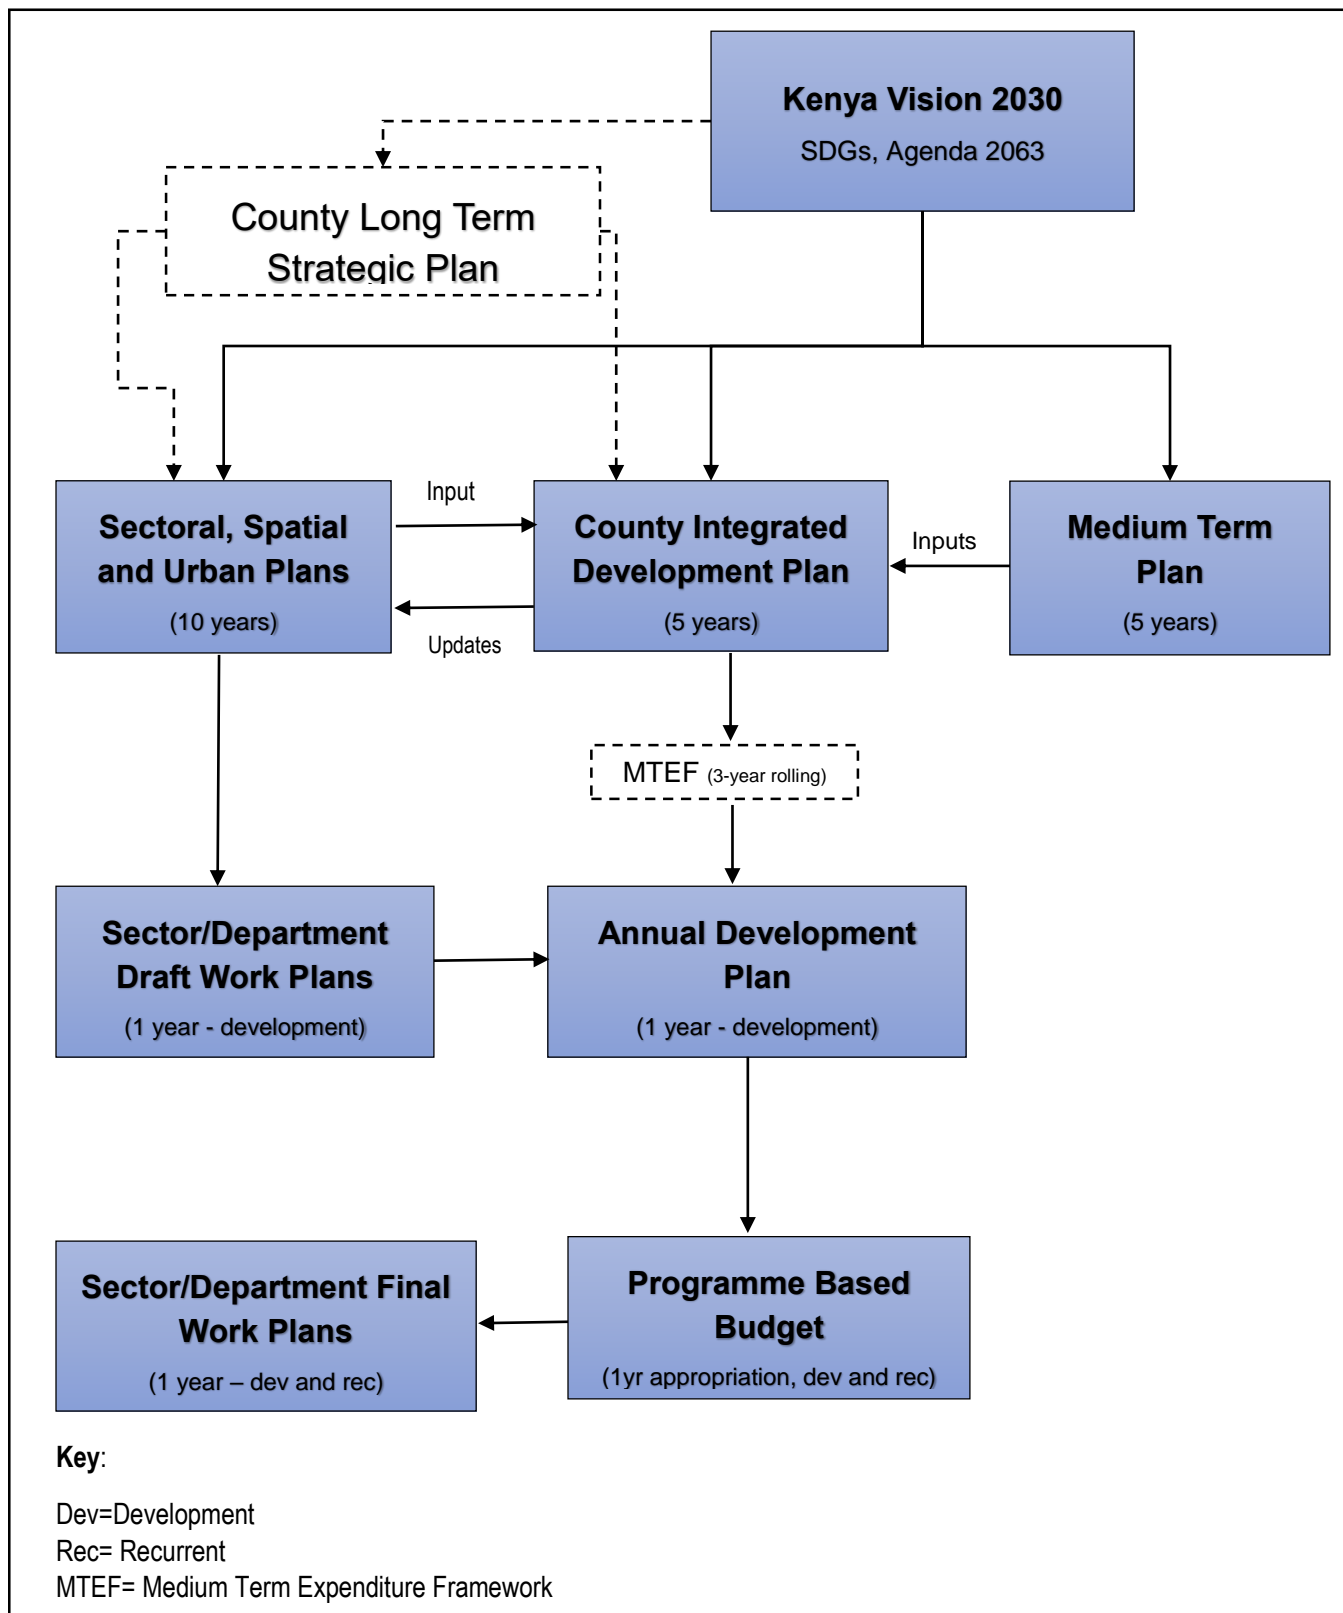 Kenya Vision 2030
SDGs, Agenda 2063
County Long Term
Strategic Plan
Sectoral, Spatial
and Urban Plans
(10 years)
Input
Updates
County Integrated
Development Plan
(5 years)
Inputs
Medium Term
Plan
(5 years)
MTEF (3-year rolling)
Sector/Department
Draft Work Plans
(1 year - development)
Annual Development
Plan
(1 year - development)
Sector/Department Final
Work Plans
(1 year – dev and rec)
Programme Based
Budget
(1yr appropriation, dev and rec)
Key:
Dev=Development
Rec= Recurrent
MTEF= Medium Term Expenditure Framework